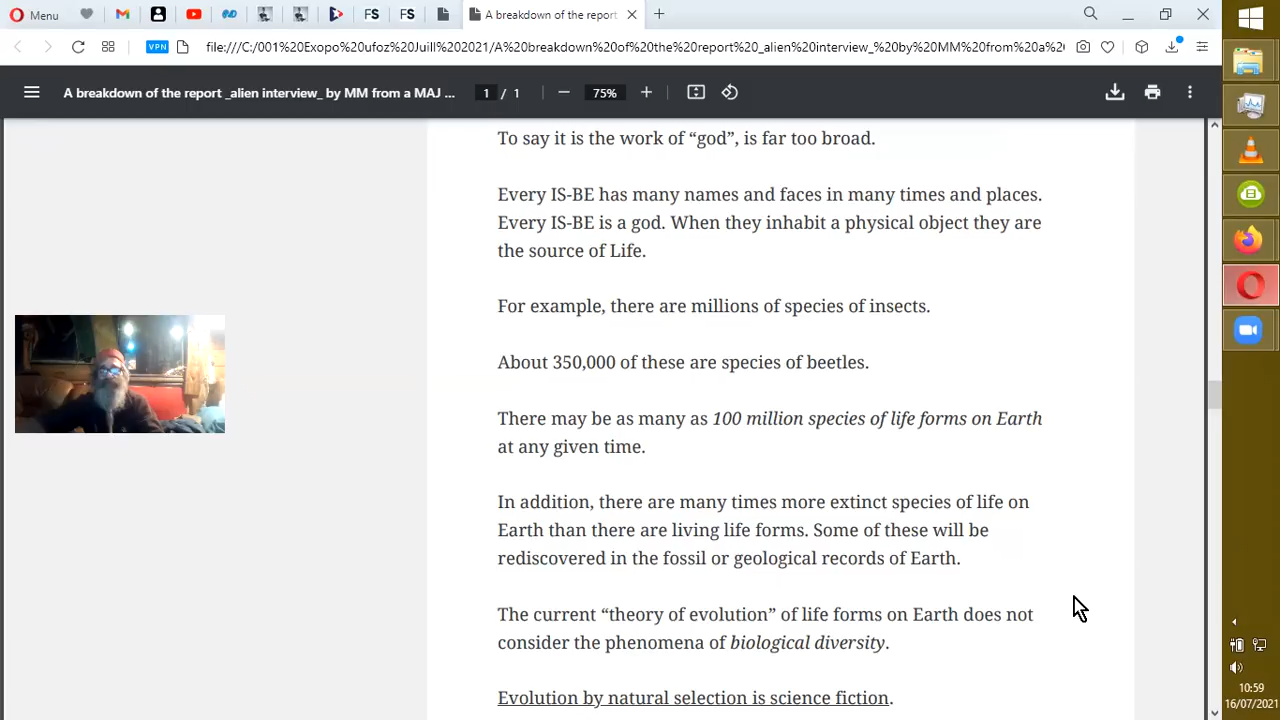 Menu
FS
FS
A breakdown of the report
VPN
file:///C:/001%20Exopo%20ufoz%20Juill%202021/A%20breakdown%20of%20the%20report%20_alien%20interview_%20by%20MM%20from%20a%2(
A breakdown of the report _alien interview_ by MM from a MAJ ...
1 / 1
75%
To say it is the work of “god”, is far too broad.
Every IS-BE has many names and faces in many times and places.
Every IS-BE is a god. When they inhabit a physical object they are
the source of Life.
For example, there are millions of species of insects.
About 350,000 of these are species of beetles.
There may be as many as 100 million species of life forms on Earth
at any given time.
In addition, there are many times more extinct species of life on
Earth than there are living life forms. Some of these will be
rediscovered in the fossil or geological records of Earth.
The current “theory of evolution” of life forms on Earth does not
consider the phenomena of biological diversity.
Evolution by natural selection is science fiction.
10:59
16/07/2021